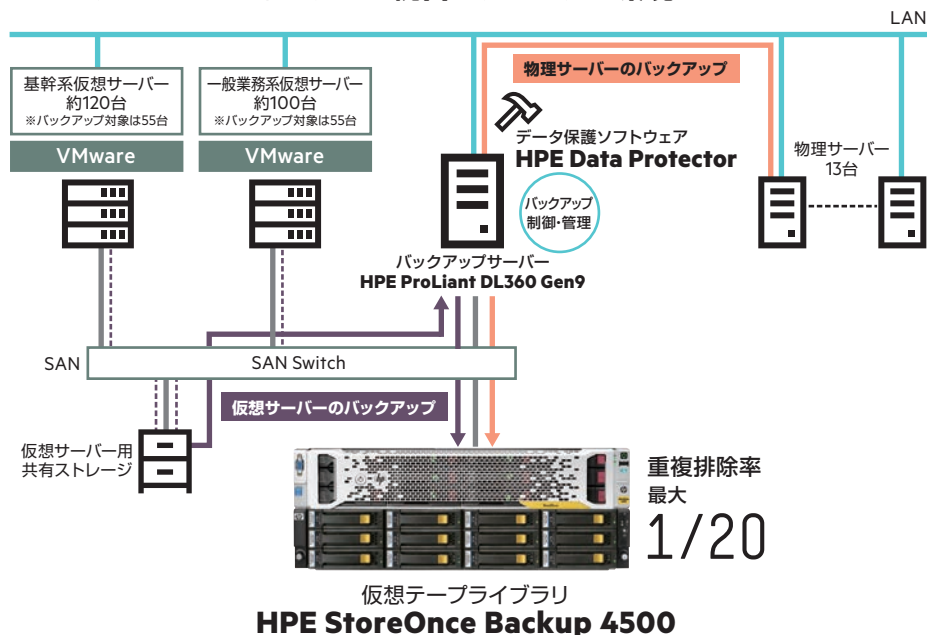 LAN
基幹系仮想サーバー
約120台
※バックアップ対象は55台
VMware
一般業務系仮想サーバー
約100台
※バックアップ対象は55台
VMware
物理サーバーのバックアップ
データ保護ソフトウェア
HPE Data Protector
バックアップ
制御・管理
物理サーバー
13台
バックアップサーバー
HPE ProLiant DL360 Gen9
SAN
SAN Switch
仮想サーバーのバックアップ
仮想サーバー用
共有ストレージ
重複排除率
最大
1/20
仮想テープライブラリ
HPE StoreOnce Backup 4500